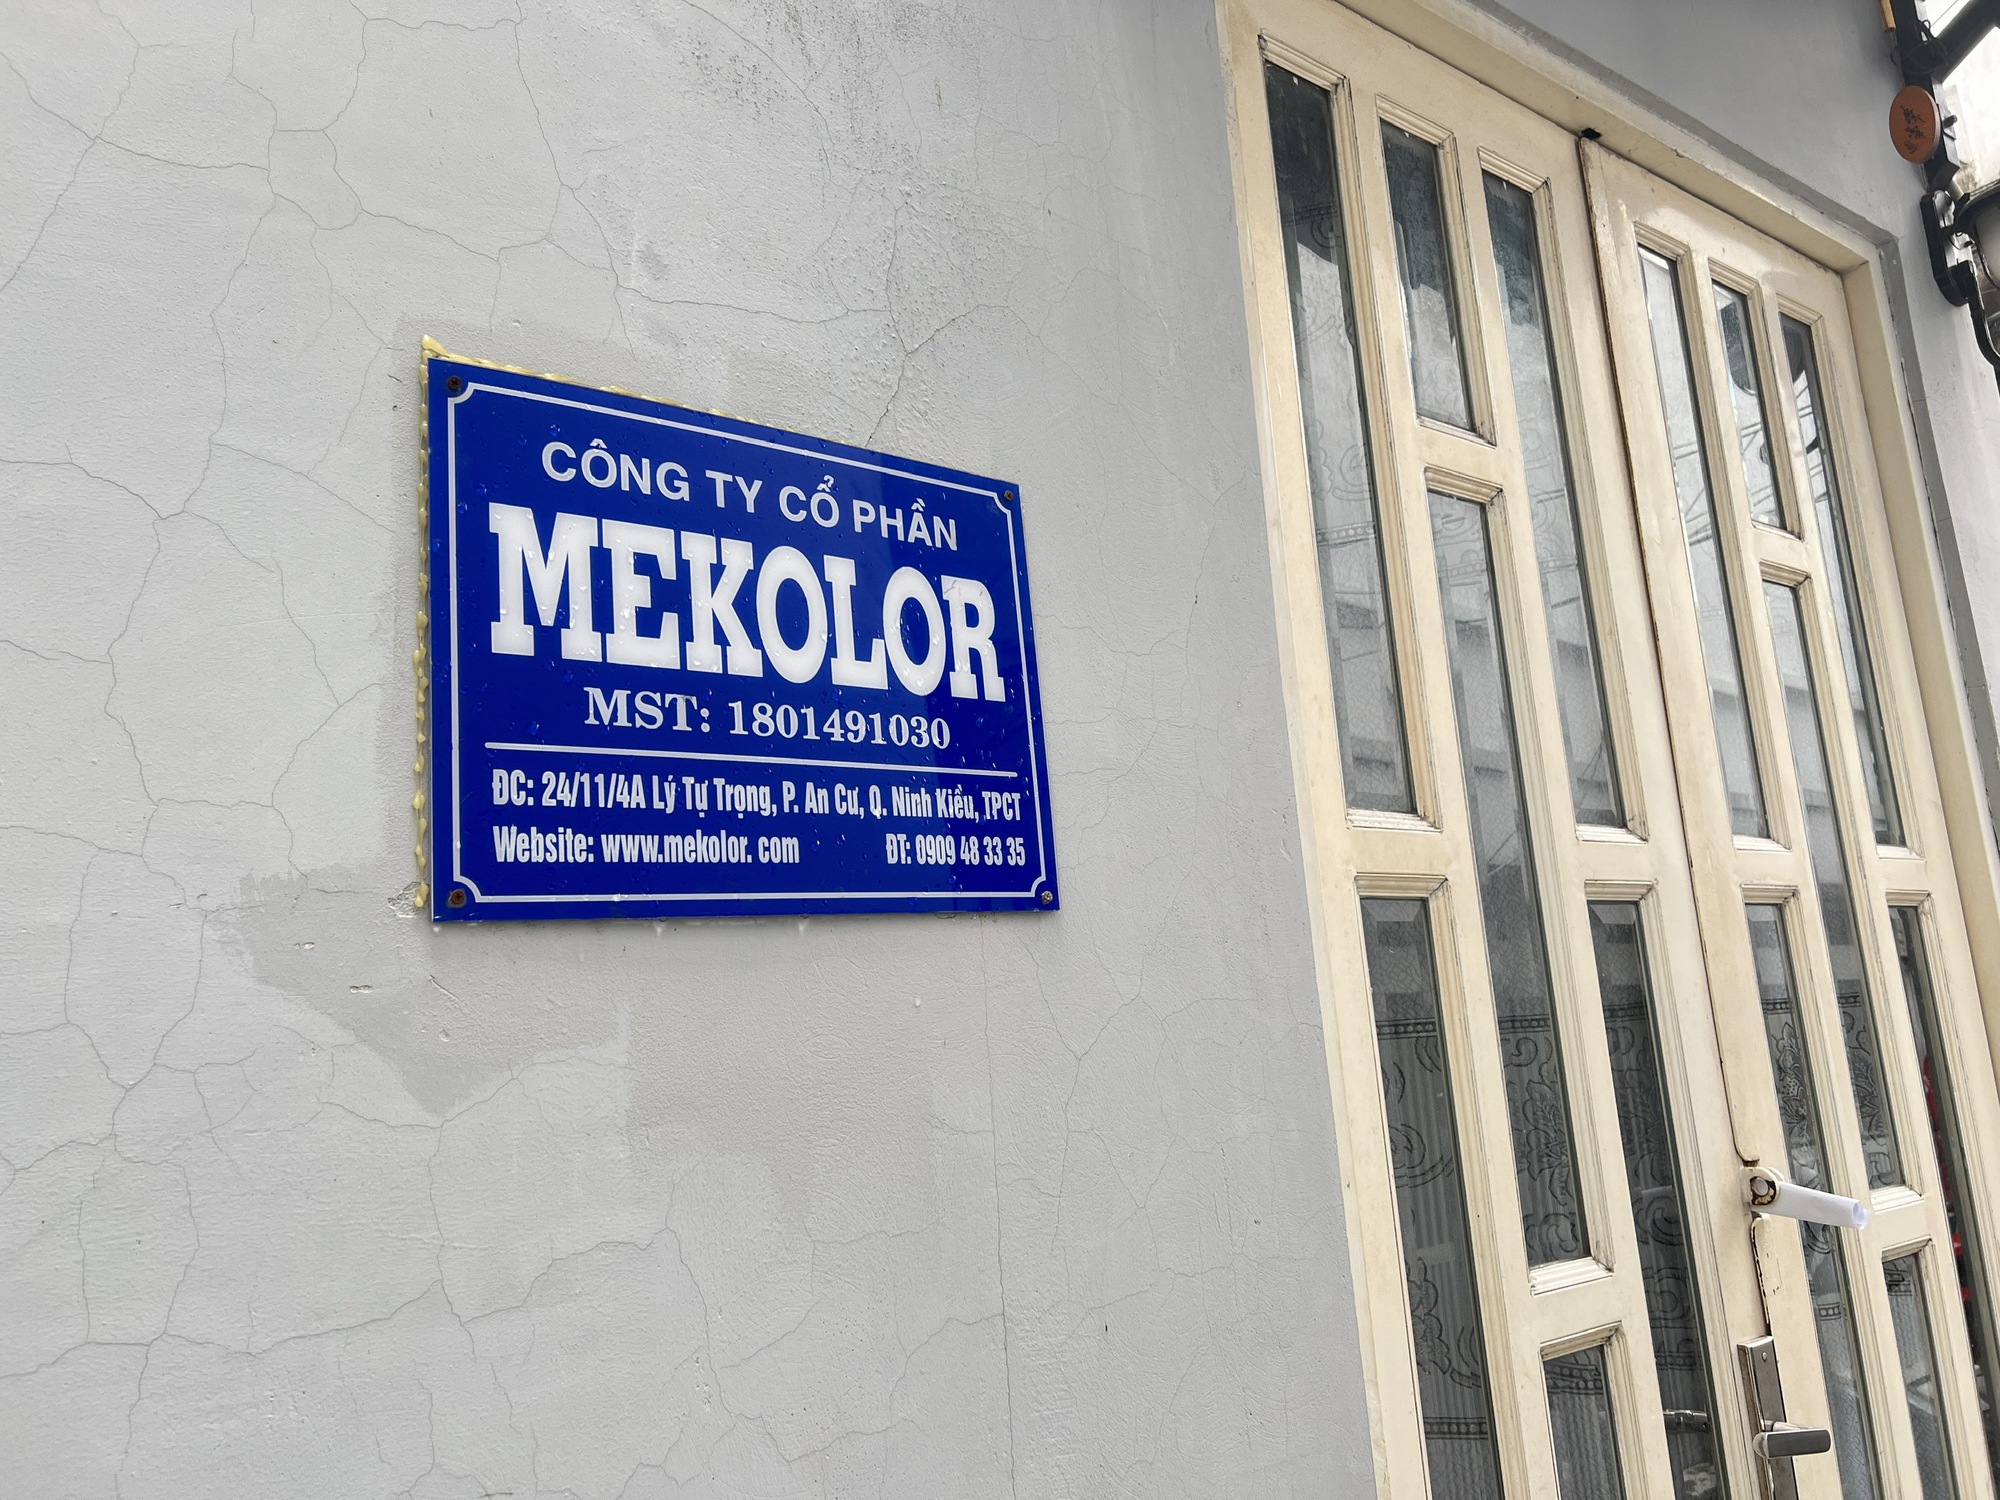 CÔNG TY CỔ PHẦN
MEKOLOR
MST: 1801491030
ĐC: 24/11/4A Lý Tự Trọng, P. An Cư, Q. Ninh Kiều, TPCT
Website: www.mekolor. com ĐT: 0909 48 33 35